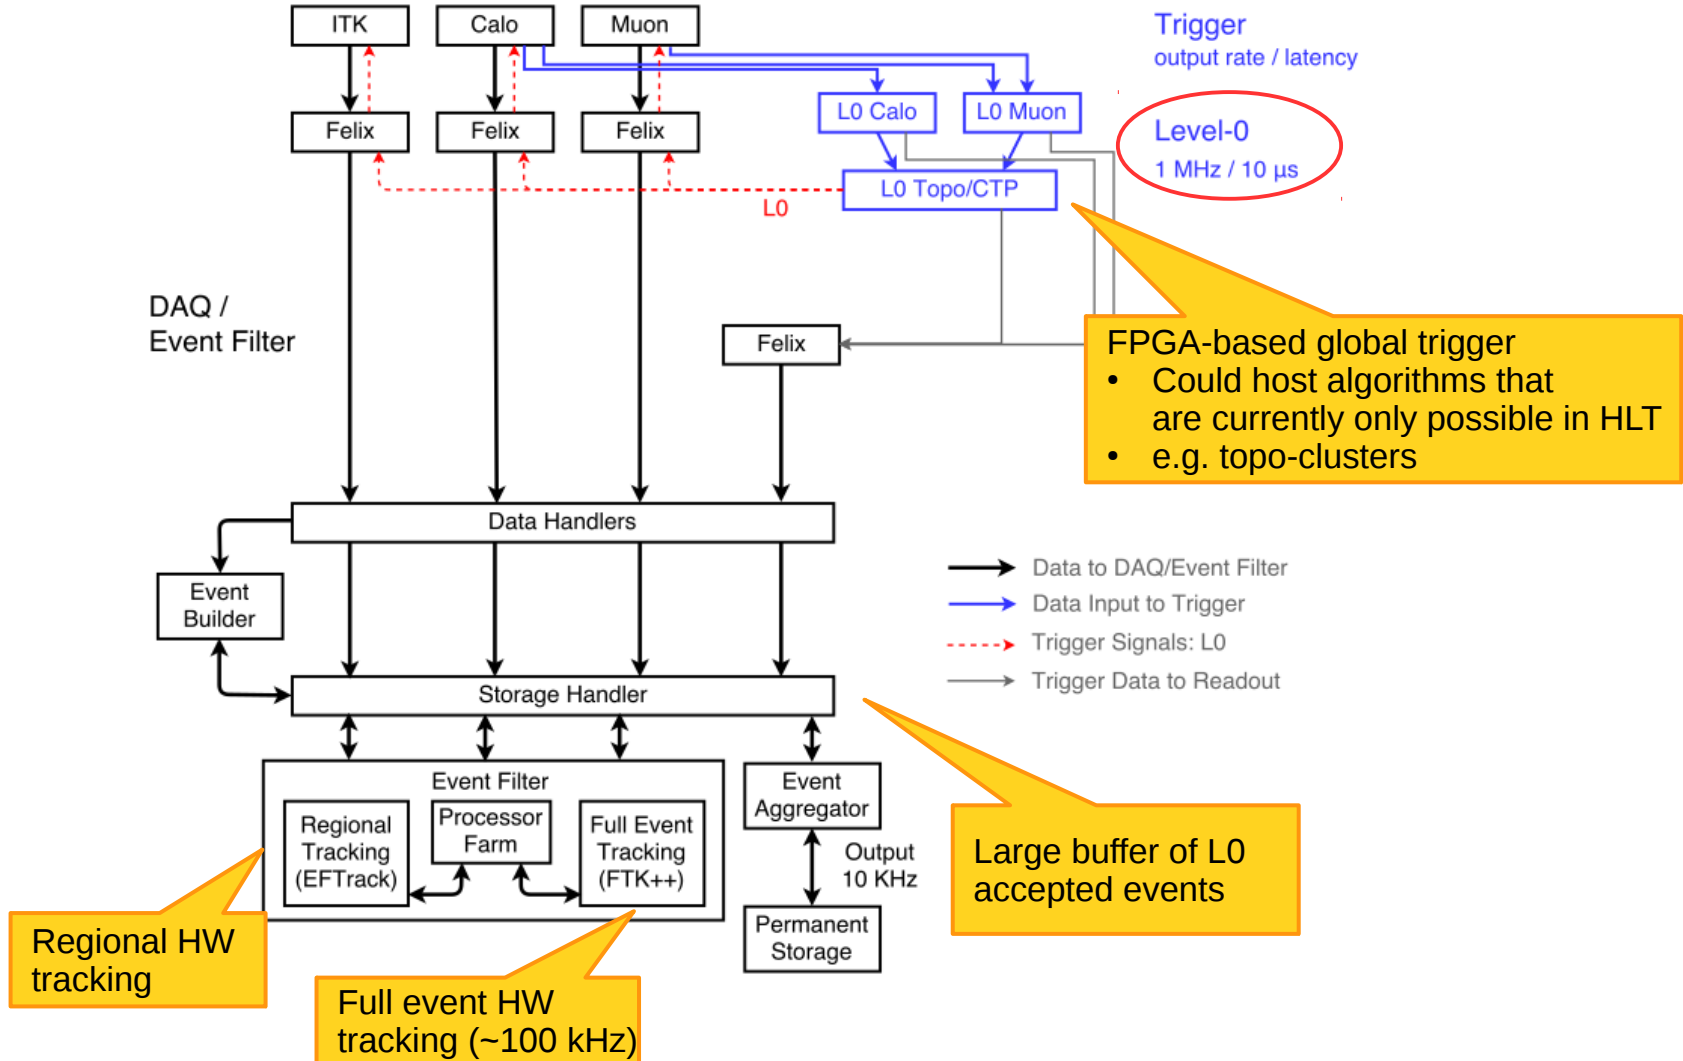 ITK
Calo
Muon
Trigger
output rate / latency
Felix
Felix
Felix
L0 Calo
L0 Muon
Level-0
1 MHz / 10 µs
L0 Topo/CTP
L0
DAQ /
Event Filter
Felix
FPGA-based global trigger
• Could host algorithms that
are currently only possible in HLT
• e.g. topo-clusters
Data Handlers
Event
Builder
Data to DAQ/Event Filter
Data Input to Trigger
Trigger Signals: L0
Trigger Data to Readout
Storage Handler
Event Filter
Regional
Tracking
(EFTrack)
Processor
Farm
Full Event
Tracking
(FTK++)
Event
Aggregator
Output
10 KHz
Permanent
Storage
Large buffer of L0
accepted events
Regional HW
tracking
Full event HW
tracking (~100 kHz)